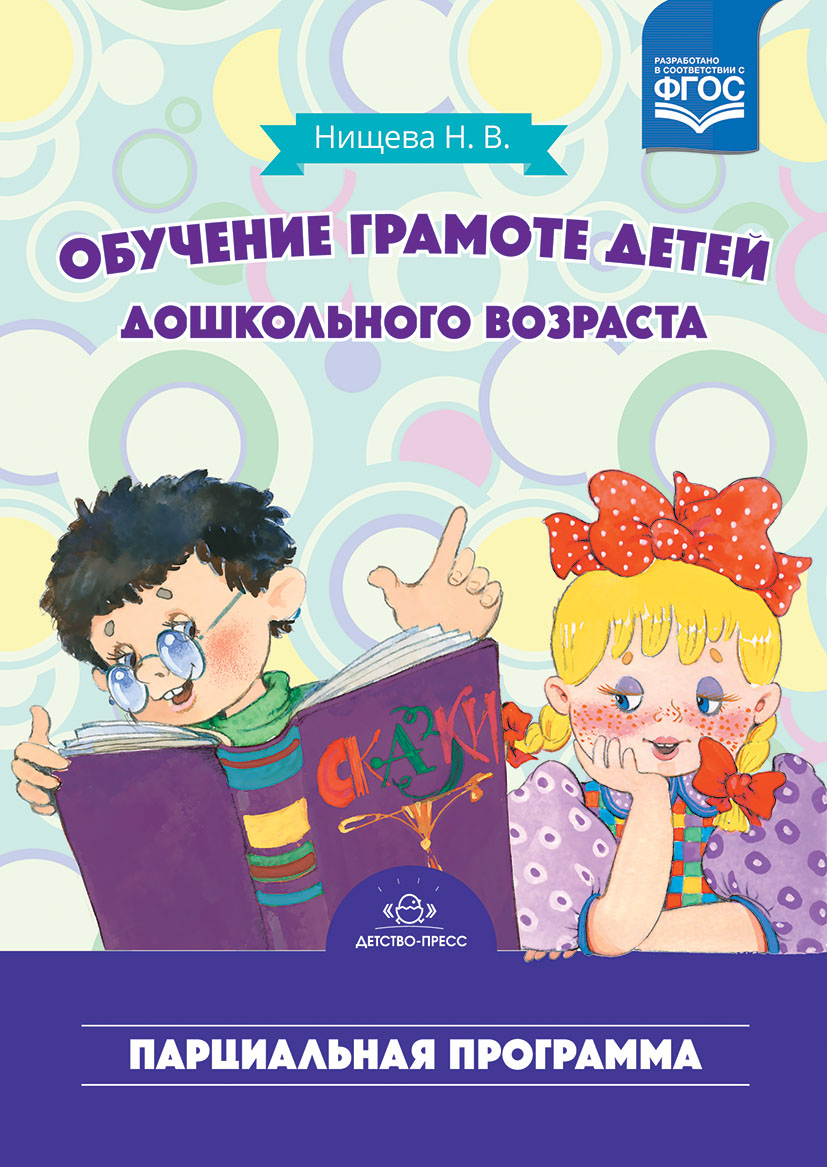 РАЗРАБОТАНО
В СООТВЕТСТВИИ С
ФГОС
Нищева Н. В.
ОБУЧЕНИЕ ГРАМОТЕ ДЕТЕЙ
ДОШКОЛЬНОГО ВОЗРАСТА
СКАЗКИ
ДЕТСТВО-ПРЕСС
ПАРЦИАЛЬНАЯ ПРОГРАММА